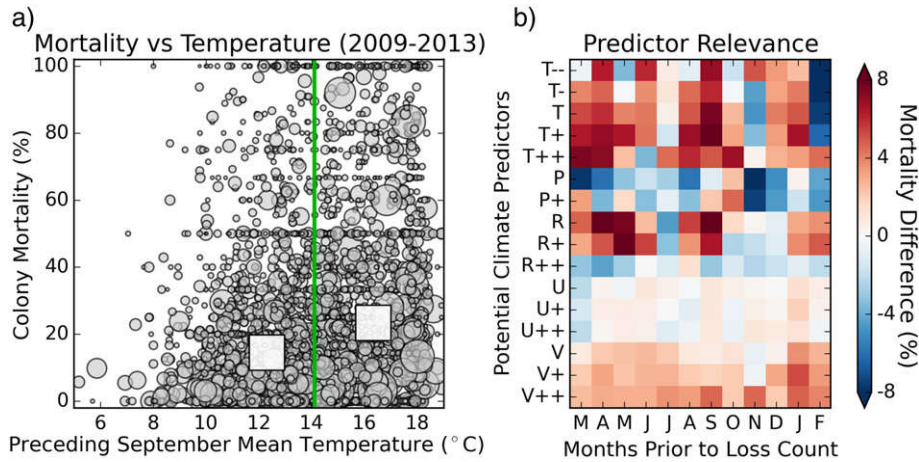 a)
Mortality vs Temperature (2009-2013)
100
80
60
40
20
0
Colony Mortality (%)
6 8 10 12 14 16 18
Preceding September Mean Temperature (°C)
b)
Predictor Relevance
T--
T-
T
T+
T++
P
P+
R
R+
R++
U
U+
U++
V
V+
V++
Potential Climate Predictors
M A M J J A S O N D J F
Months Prior to Loss Count
8
4
0
-4
-8
Mortality Difference (%)